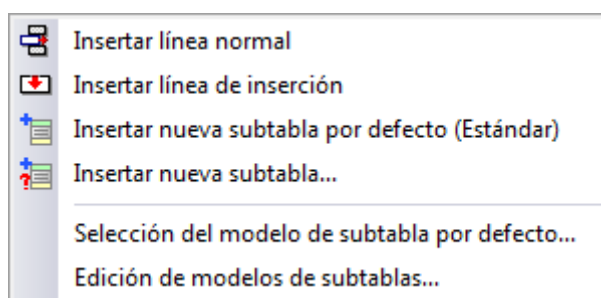 Insertar línea normal
Insertar línea de inserción
Insertar nueva subtabla por defecto (Estándar)
Insertar nueva subtabla...
Selección del modelo de subtabla por defecto...
Edición de modelos de subtablas...